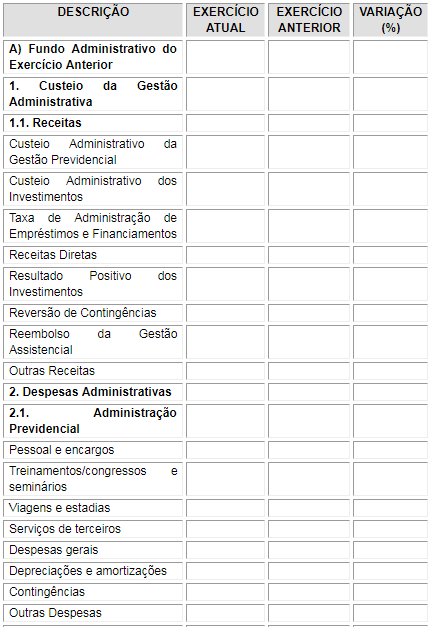 DESCRIÇÃO EXERCÍCIO EXERCÍCIO VARIAÇÃO
ATUAL ANTERIOR (%)
A) Fundo Administrativo do
Exercício Anterior
1. Custeio da Gestão
Administrativa
1.1. Receitas
Custeio Administrativo da
Gestão Previdencial
Custeio Administrativo dos
Investimentos
Taxa de Administração de
Empréstimos e Financiamentos
Receitas Diretas
Resultado Positivo dos
Investimentos
Reversão de Contingências
Reembolso da Gestão
Assistencial
Outras Receitas
2. Despesas Administrativas
2.1. Administração
Previdencial
Pessoal e encargos
Treinamentos/congressos e
seminários
Viagens e estadias
Serviços de terceiros
Despesas gerais
Depreciações e amortizações
Contingências
Outras Despesas